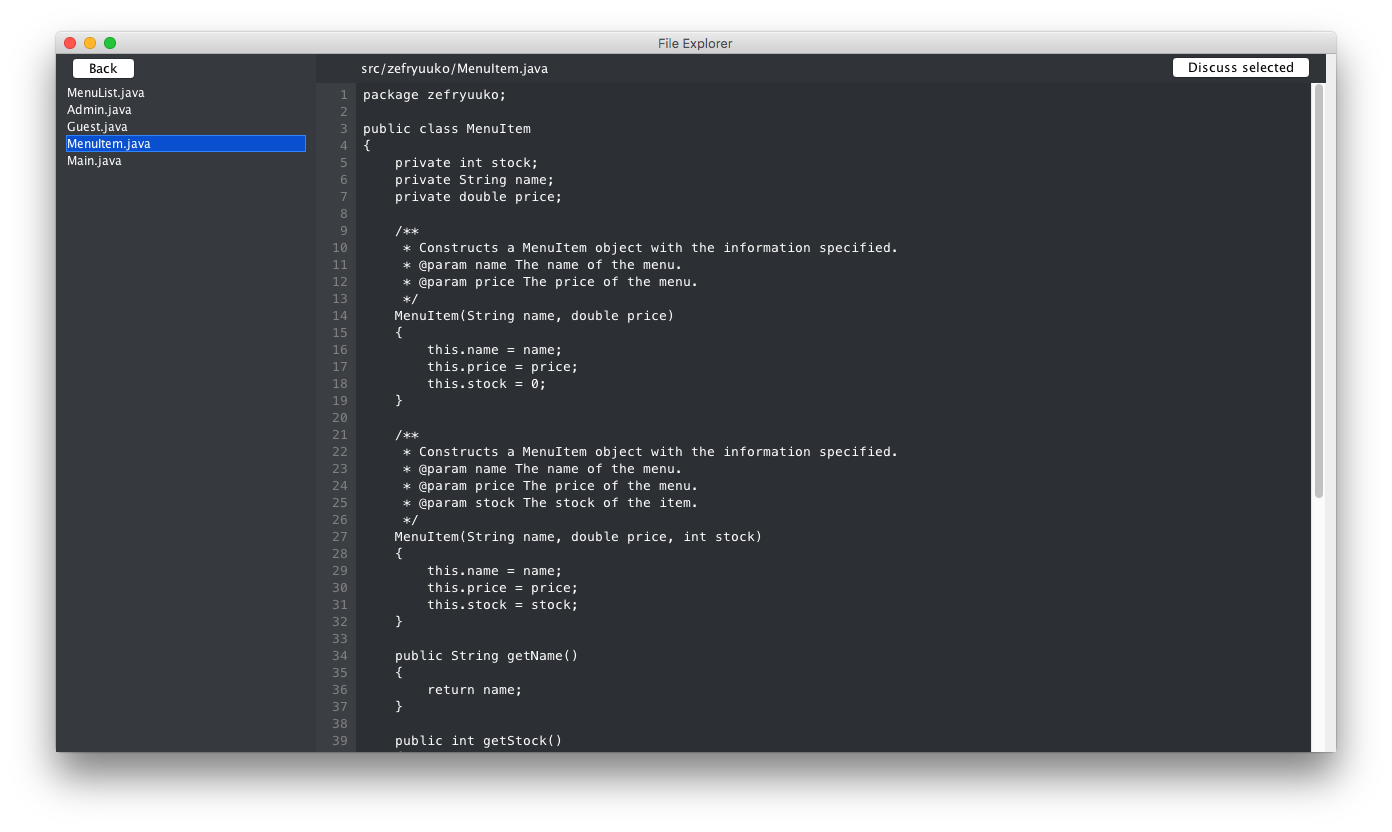 File Explorer
Back
src/zefryuuko/MenuItem.java
Discuss selected
MenuList.java
Admin.java
Guest.java
MenuItem.java
Main.java
1 package zefryuuko;
2
3 public class MenuItem
4 {
5     private int stock;
6     private String name;
7     private double price;
8
9     /**
10      * Constructs a MenuItem object with the information specified.
11      * @param name The name of the menu.
12      * @param price The price of the menu.
13      */
14     MenuItem(String name, double price)
15     {
16         this.name = name;
17         this.price = price;
18         this.stock = 0;
19     }
20
21     /**
22      * Constructs a MenuItem object with the information specified.
23      * @param name The name of the menu.
24      * @param price The price of the menu.
25      * @param stock The stock of the item.
26      */
27     MenuItem(String name, double price, int stock)
28     {
29         this.name = name;
30         this.price = price;
31         this.stock = stock;
32     }
33
34     public String getName()
35     {
36         return name;
37     }
38
39     public int getStock()